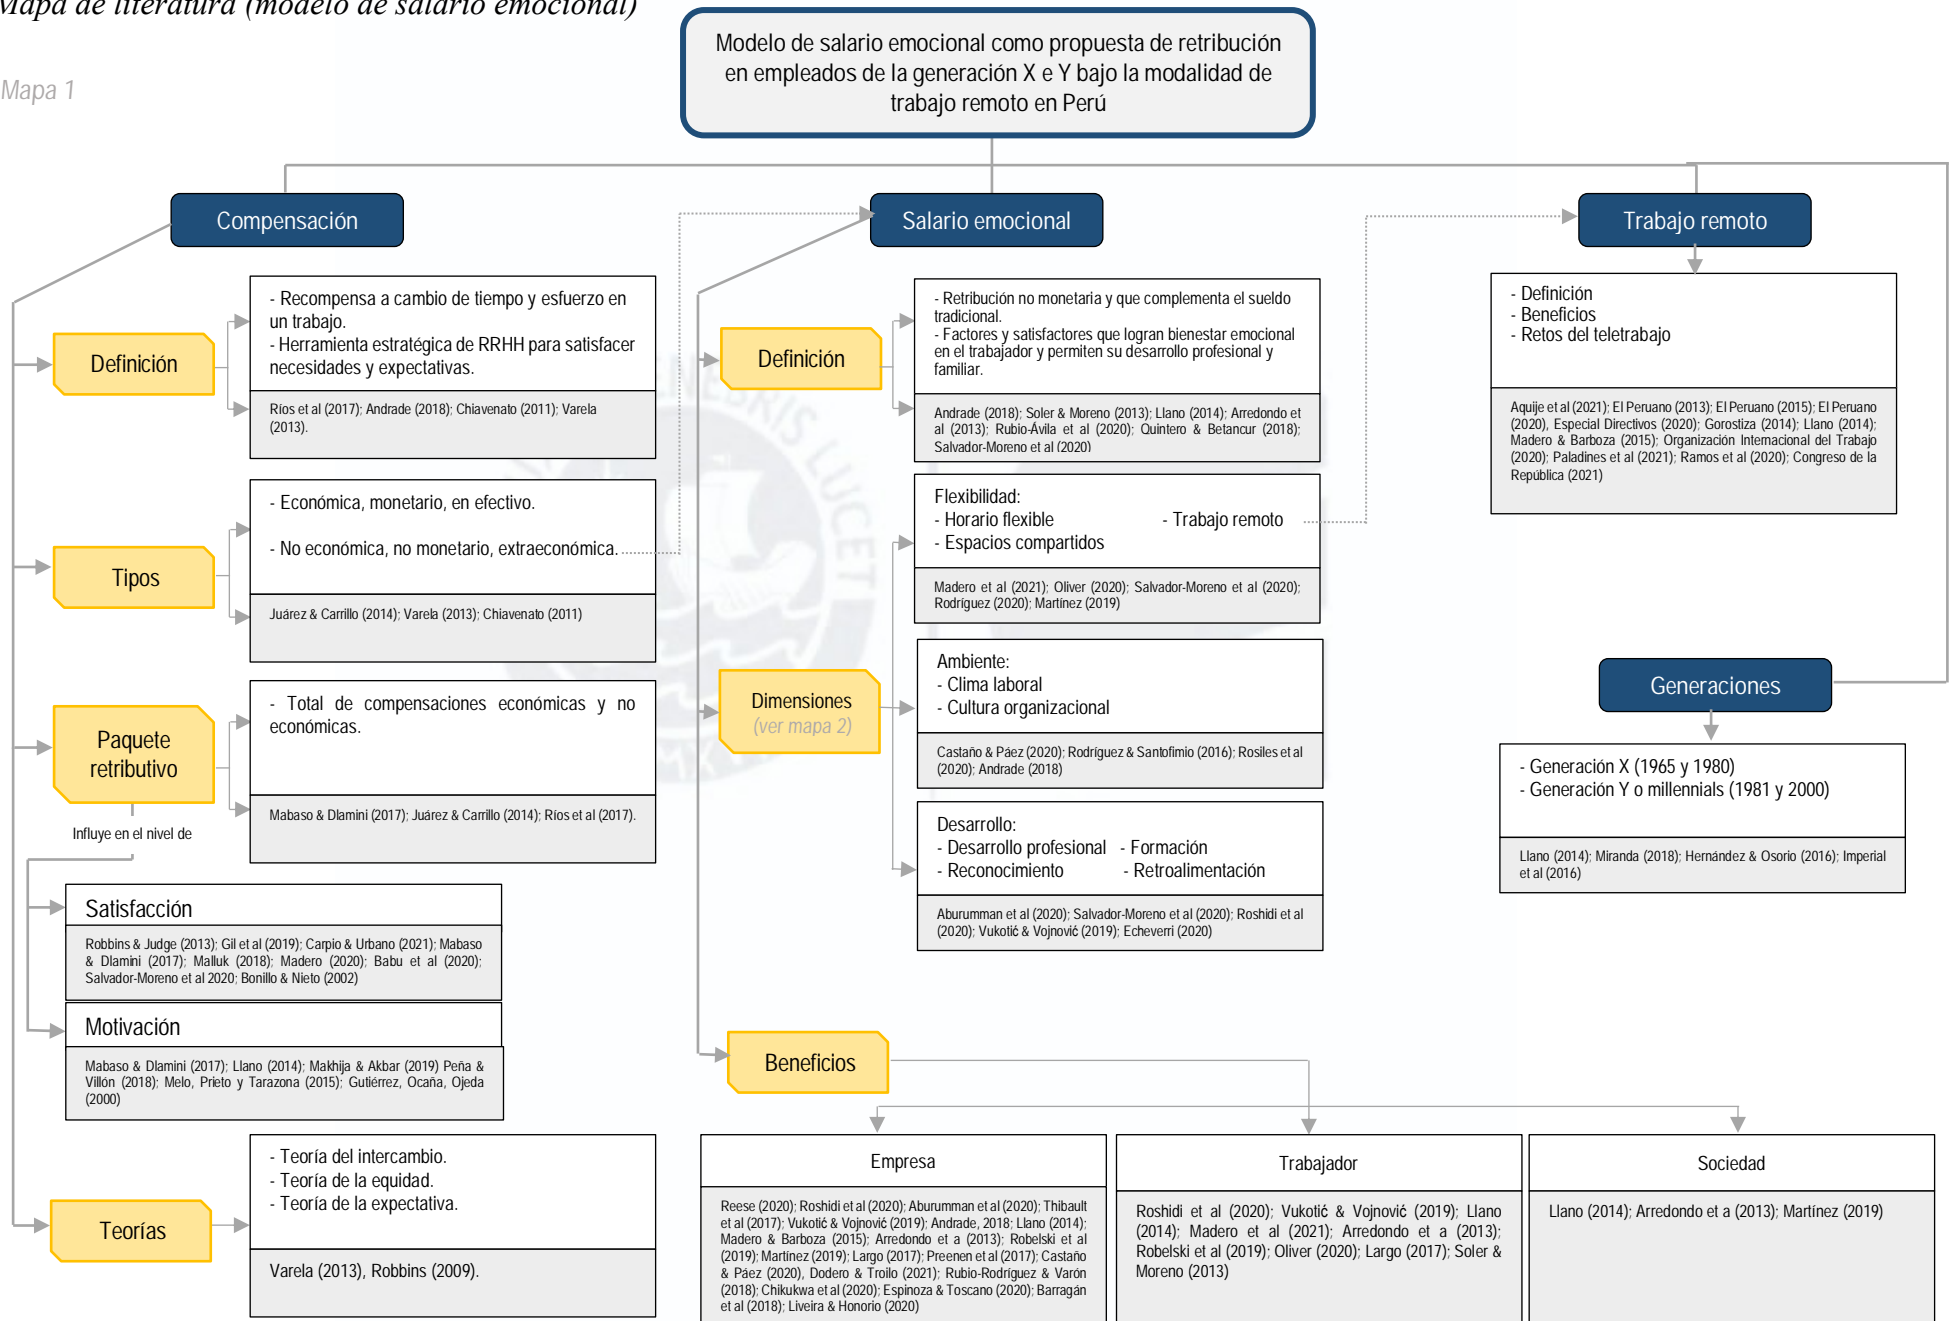 Mapa de literatura (modelo de salario emocional)
Mapa 1
Modelo de salario emocional como propuesta de retribución
en empleados de la generación X e Y bajo la modalidad de
trabajo remoto en Perú
Compensación
Definición
- Recompensa a cambio de tiempo y esfuerzo en
un trabajo.
- Herramienta estratégica de RRHH para satisfacer
necesidades y expectativas.
Ríos et al (2017); Andrade (2018); Chiavenato (2011); Varela
(2013).
Tipos
- Económica, monetario, en efectivo.
- No económica, no monetario, extraeconómica.
Juárez & Carrillo (2014); Varela (2013); Chiavenato (2011)
Paquete
retributivo
- Total de compensaciones económicas y no
económicas.
Mabaso & Dlamini (2017); Juárez & Carrillo (2014); Ríos et al (2017).
Influye en el nivel de
Satisfacción
Robbins & Judge (2013); Gil et al (2019); Carpio & Urbano (2021); Mabaso
& Dlamini (2017); Malluk (2018); Madero (2020); Babu et al (2020);
Salvador-Moreno et al 2020; Bonillo & Nieto (2002)
Motivación
Mabaso & Dlamini (2017); Llano (2014); Makhija & Akbar (2019) Peña &
Villón (2018); Melo, Prieto y Tarazona (2015); Gutiérrez, Ocaña, Ojeda
(2000)
Teorías
- Teoría del intercambio.
- Teoría de la equidad.
- Teoría de la expectativa.
Varela (2013), Robbins (2009).
Salario emocional
Definición
- Retribución no monetaria y que complementa el sueldo
tradicional.
- Factores y satisfactores que logran bienestar emocional
en el trabajador y permiten su desarrollo profesional y
familiar.
Andrade (2018); Soler & Moreno (2013); Llano (2014); Arredondo et
al (2013); Rubio-Ávila et al (2020); Quintero & Betancur (2018);
Salvador-Moreno et al (2020)
Dimensiones
(ver mapa 2)
Flexibilidad:
- Horario flexible - Trabajo remoto
- Espacios compartidos
Madero et al (2021); Oliver (2020); Salvador-Moreno et al (2020);
Rodríguez (2020); Martínez (2019)
Ambiente:
- Clima laboral
- Cultura organizacional
Castaño & Páez (2020); Rodríguez & Santofimio (2016); Rosiles et al
(2020); Andrade (2018)
Desarrollo:
- Desarrollo profesional - Formación
- Reconocimiento - Retroalimentación
Aburumman et al (2020); Salvador-Moreno et al (2020); Roshidi et al
(2020); Vukotić & Vojnović (2019); Echeverri (2020)
Beneficios
Empresa
Reese (2020); Roshidi et al (2020); Aburumman et al (2020); Thibault
et al (2017); Vukotić & Vojnović (2019); Andrade, 2018; Llano (2014);
Madero & Barboza (2015); Arredondo et a (2013); Robelski et al
(2019); Martínez (2019); Largo (2017); Preenen et al (2017); Castaño
& Páez (2020), Dodero & Troilo (2021); Rubio-Rodríguez & Varón
(2018); Chikukwa et al (2020); Espinoza & Toscano (2020); Barragán
et al (2018); Liveira & Honorio (2020)
Trabajador
Roshidi et al (2020); Vukotić & Vojnović (2019); Llano
(2014); Madero et al (2021); Arredondo et a (2013);
Robelski et al (2019); Oliver (2020); Largo (2017); Soler &
Moreno (2013)
Sociedad
Llano (2014); Arredondo et a (2013); Martínez (2019)
Trabajo remoto
- Definición
- Beneficios
- Retos del teletrabajo
Aquije et al (2021); El Peruano (2013); El Peruano (2015); El Peruano
(2020), Especial Directivos (2020); Gorostiza (2014); Llano (2014);
Madero & Barboza (2015); Organización Internacional del Trabajo
(2020); Paladines et al (2021); Ramos et al (2020); Congreso de la
República (2021)
Generaciones
- Generación X (1965 y 1980)
- Generación Y o millennials (1981 y 2000)
Llano (2014); Miranda (2018); Hernández & Osorio (2016); Imperial
et al (2016)